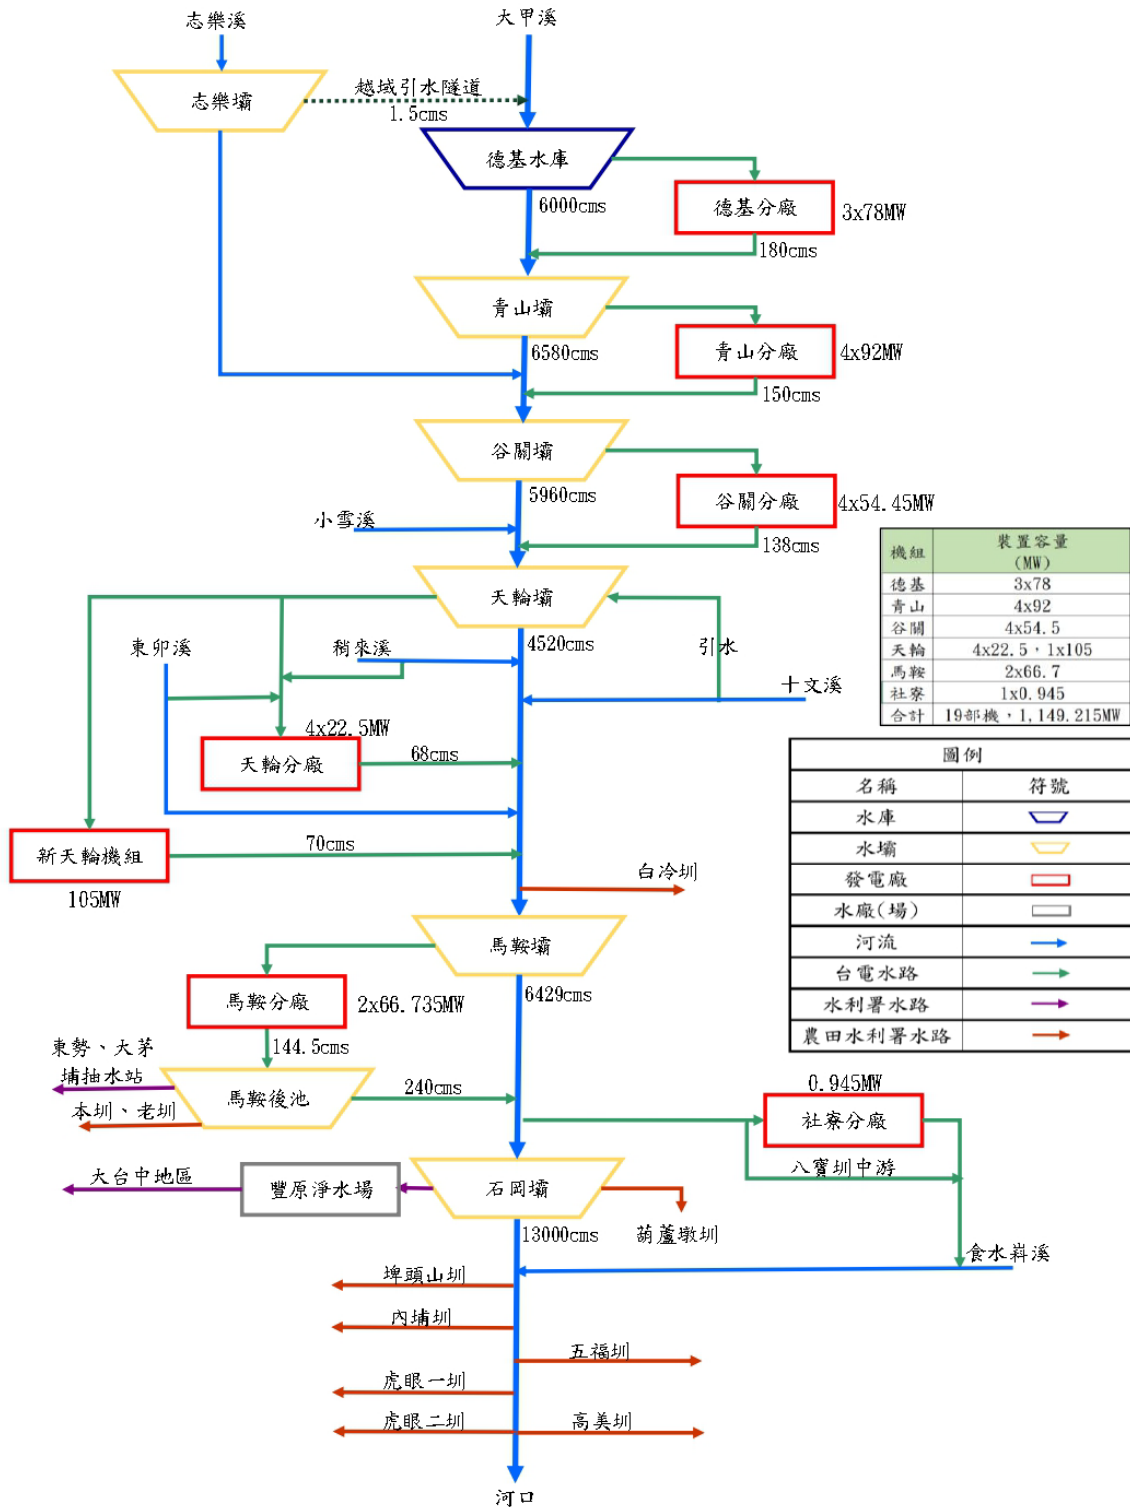 志樂溪
大甲溪
志樂壩
越域引水隧道
1.5cms
德基水庫
6000cms
德基分廠
3x78MW
180cms
青山壩
6580cms
青山分廠
4x92MW
150cms
谷關壩
5960cms
谷關分廠
4x54.45MW
小雪溪
138cms
天輪壩
4520cms
東卯溪
稍來溪
引水
十文溪
4x22.5MW
天輪分廠
68cms
新天輪機組
70cms
105MW
白冷圳
馬鞍壩
6429cms
馬鞍分廠
2x66.735MW
144.5cms
東勢、大茅
埔抽水站
馬鞍後池
240cms
本圳、老圳
0.945MW
社寮分廠
八寶圳中游
大台中地區
豐原淨水場
石岡壩
13000cms
葫蘆墩圳
食水嵙溪
埤頭山圳
內埔圳
五福圳
虎眼一圳
虎眼二圳
高美圳
河口
機組 裝置容量
(MW)
德基 3x78
青山 4x92
谷關 4x54.5
天輪 4x22.5，1x105
馬鞍 2x66.7
社寮 1x0.945
合計 19部機，1,149.215MW
圖例
名稱 符號
水庫
水壩
發電廠
水廠(場)
河流
台電水路
水利署水路
農田水利署水路